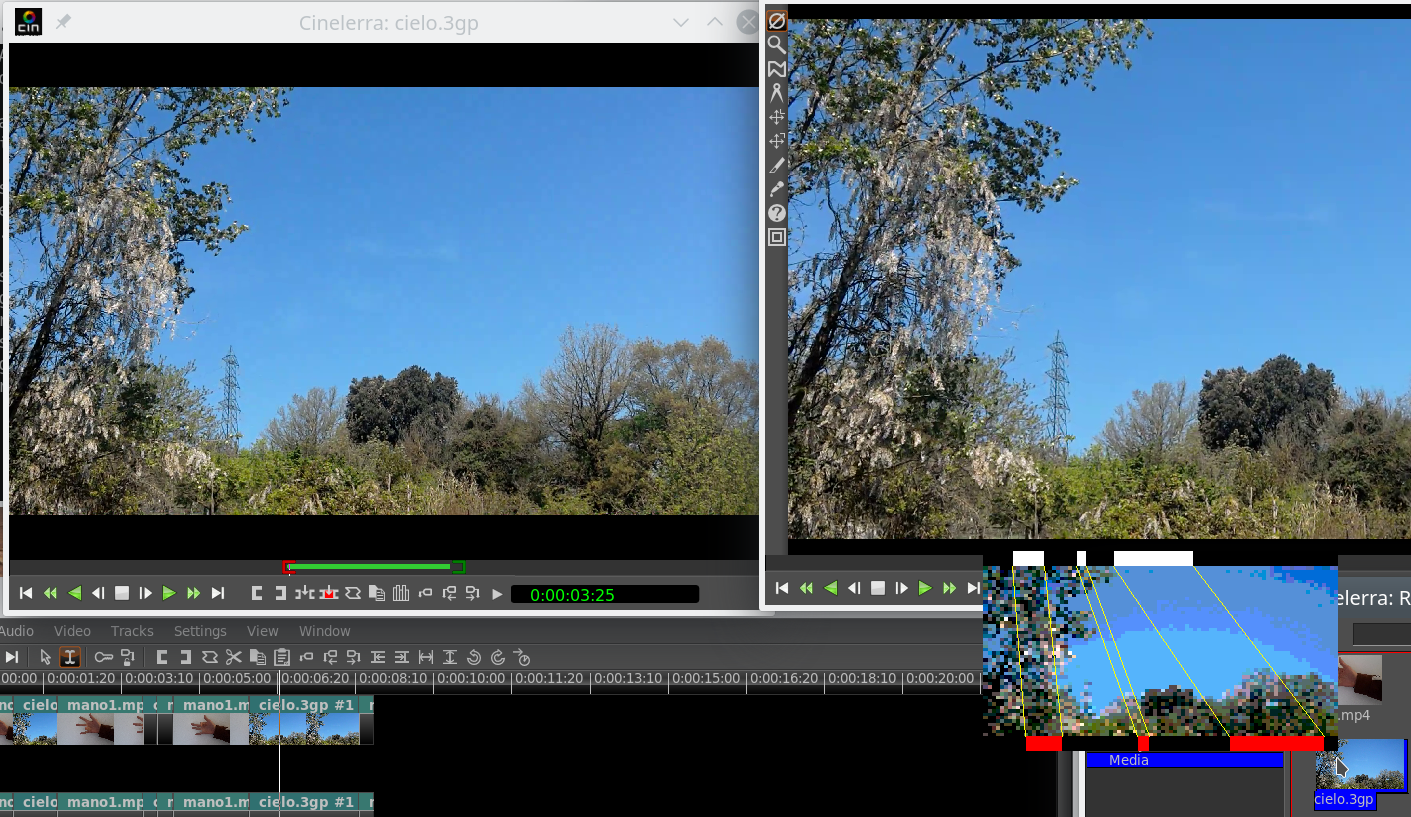 cin
Cinelerra: cielo.3gp
0:00:03:25
elerra: R
Audio Video Tracks Settings View Window
00:00 0:00:01:20 0:00:03:10 0:00:05:00 0:00:06:20 0:00:08:10 0:00:10:00 0:00:11:20 0:00:13:10 0:00:15:00 0:00:16:20 0:00:18:10 0:00:20:00
cielo mano1.mp mano1.m cielo.3gp #1
.mp4
Media
cielo.3gp
cielo mano1.mp mano1.m cielo.3gp #1